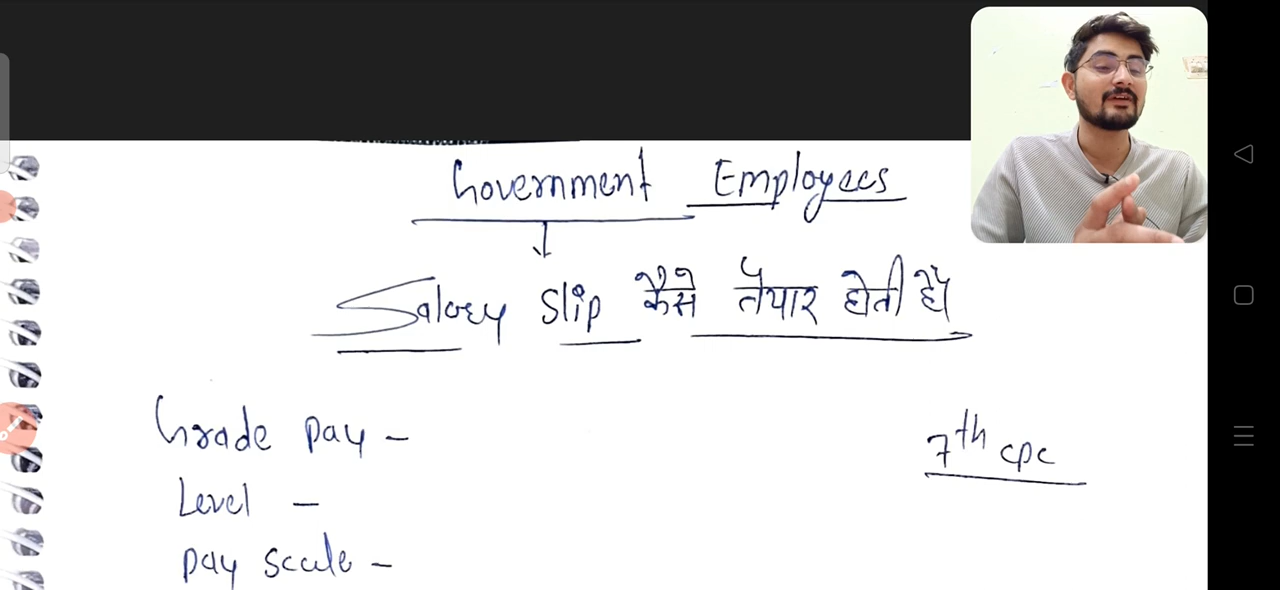 Government Employees
Salary Slip कैसे तैयार होती हैं
Grade pay -
Level -
7th cpc
pay scale -